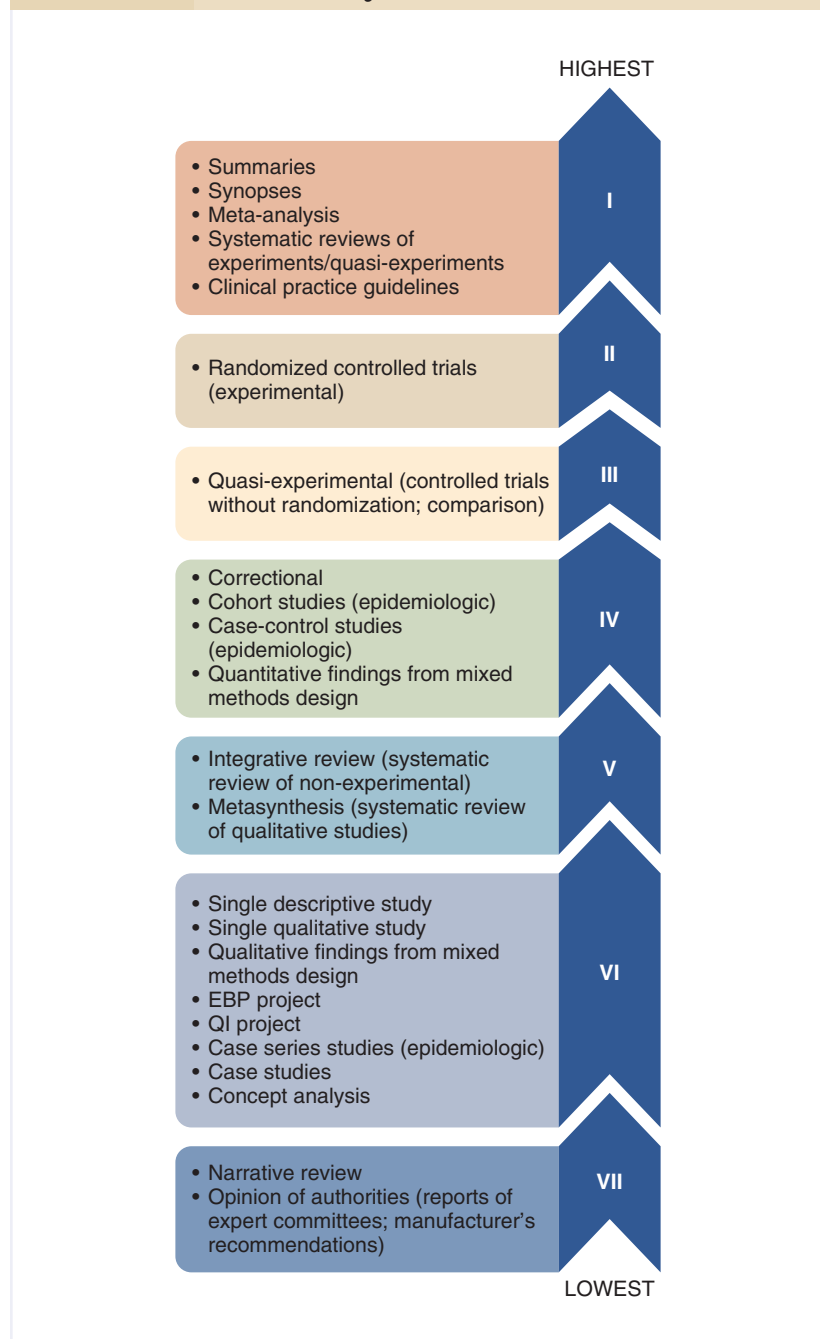 HIGHEST
• Summaries
• Synopses
• Meta-analysis
• Systematic reviews of
experiments/quasi-experiments
• Clinical practice guidelines
I
• Randomized controlled trials
(experimental)
II
• Quasi-experimental (controlled trials
without randomization; comparison)
III
• Correctional
• Cohort studies (epidemiologic)
• Case-control studies
(epidemiologic)
• Quantitative findings from mixed
methods design
IV
• Integrative review (systematic
review of non-experimental)
• Metasynthesis (systematic review
of qualitative studies)
V
• Single descriptive study
• Single qualitative study
• Qualitative findings from mixed
methods design
• EBP project
• QI project
• Case series studies (epidemiologic)
• Case studies
• Concept analysis
VI
• Narrative review
• Opinion of authorities (reports of
expert committees; manufacturer's
recommendations)
VII
LOWEST